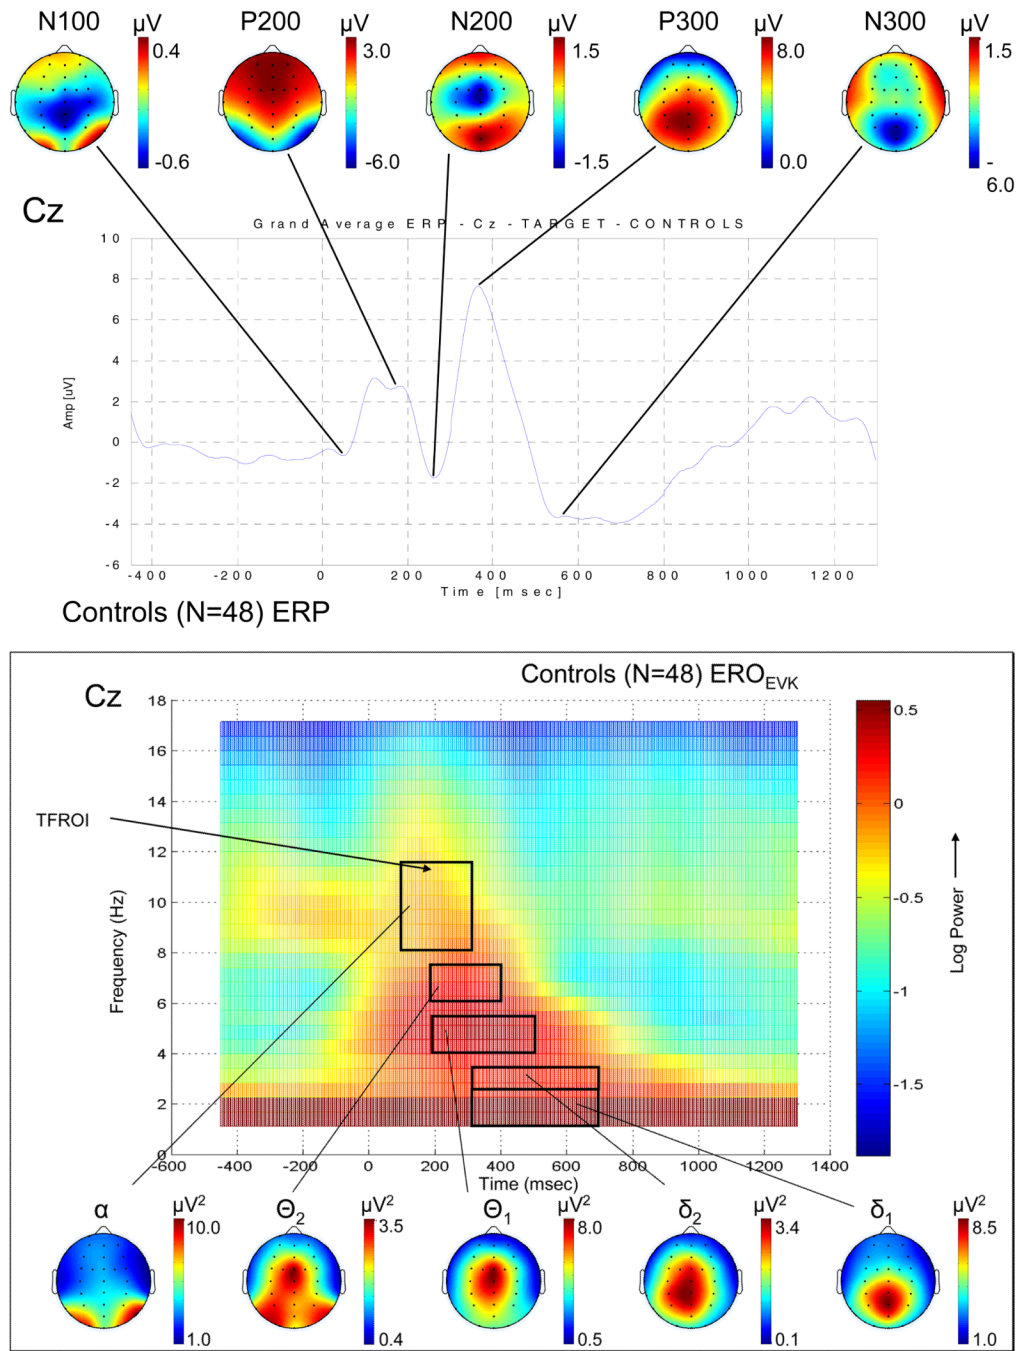 N100 µV P200 µV N200 µV P300 µV N300 µV
0.4 3.0 1.5 8.0 1.5
-0.6 -6.0 -1.5 0.0 -
6.0
Cz
Grand Average ERP - Cz - TARGET - CONTROLS
10
8
6
4
2
0
-2
-4
-6
Amp [uV]
-400 -200 0 200 400 600 800 1000 1200
Time [msec]
Controls (N=48) ERP
Controls (N=48) ERO EVK
Cz
18
16
14
12
10
8
6
4
2
0
Frequency (Hz)
TFROI
0.5
0
-0.5
-1
-1.5
Log Power
-600 -400 -200 0 200 400 600 800 1000 1200 1400
Time (msec)
α µV² Θ2 µV² Θ1 µV² δ2 µV² δ1 µV²
10.0 3.5 8.0 3.4 8.5
1.0 0.4 0.5 0.1 1.0